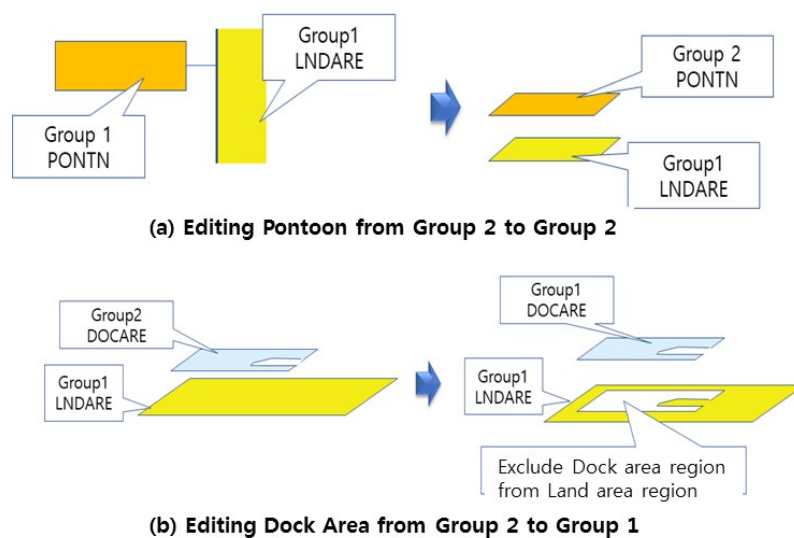 Group1
LNDARE
Group 1
PONTN
Group 2
PONTN
Group1
LNDARE
(a) Editing Pontoon from Group 2 to Group 2
Group2
DOCARE
Group1
LNDARE
Group1
DOCARE
Group1
LNDARE
Exclude Dock area region
from Land area region
(b) Editing Dock Area from Group 2 to Group 1